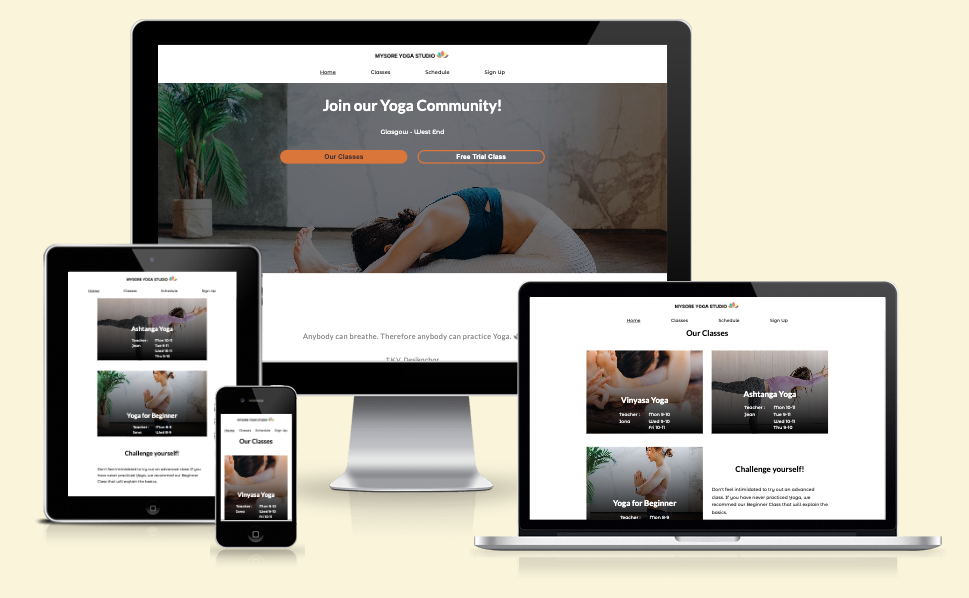 MYSORE YOGA STUDIO
Home Classes Schedule Sign Up
Join our Yoga Community!
Glasgow - West End
Our Classes Free Trial Class
Anybody can breathe. Therefore anybody can practice Yoga.
MYSORE YOGA STUDIO
Home Classes Schedule Sign Up
Ashtanga Yoga
Teacher : Mon 10-11
Jean Tue 9-11
Wed 10-11
Thu 9-10
Yoga for Beginner
Teacher : Mon 8-9
Iona Wed 8-9
Challenge yourself!
Don't feel intimidated to try out an advanced class. If you
have never practiced Yoga, we recommed our Beginner
Class that will explain the basics.
MYSORE YOGA STUDIO
Home Classes Schedule Sign Up
Our Classes
Vinyasa Yoga
Teacher : Mon 9-10
Iona Wed 9-10
Fri 10-11
MYSORE YOGA STUDIO
Home Classes Schedule Sign Up
Our Classes
Vinyasa Yoga
Teacher : Mon 9-10
Iona Wed 9-10
Fri 10-11
Ashtanga Yoga
Teacher : Mon 10-11
Jean Tue 9-11
Wed 10-11
Thu 9-10
Yoga for Beginner
Teacher : Mon 8-9
Challenge yourself!
Don't feel intimidated to try out an advanced
class. If you have never practiced Yoga, we
recommed our Beginner Class that will explain the
basics.